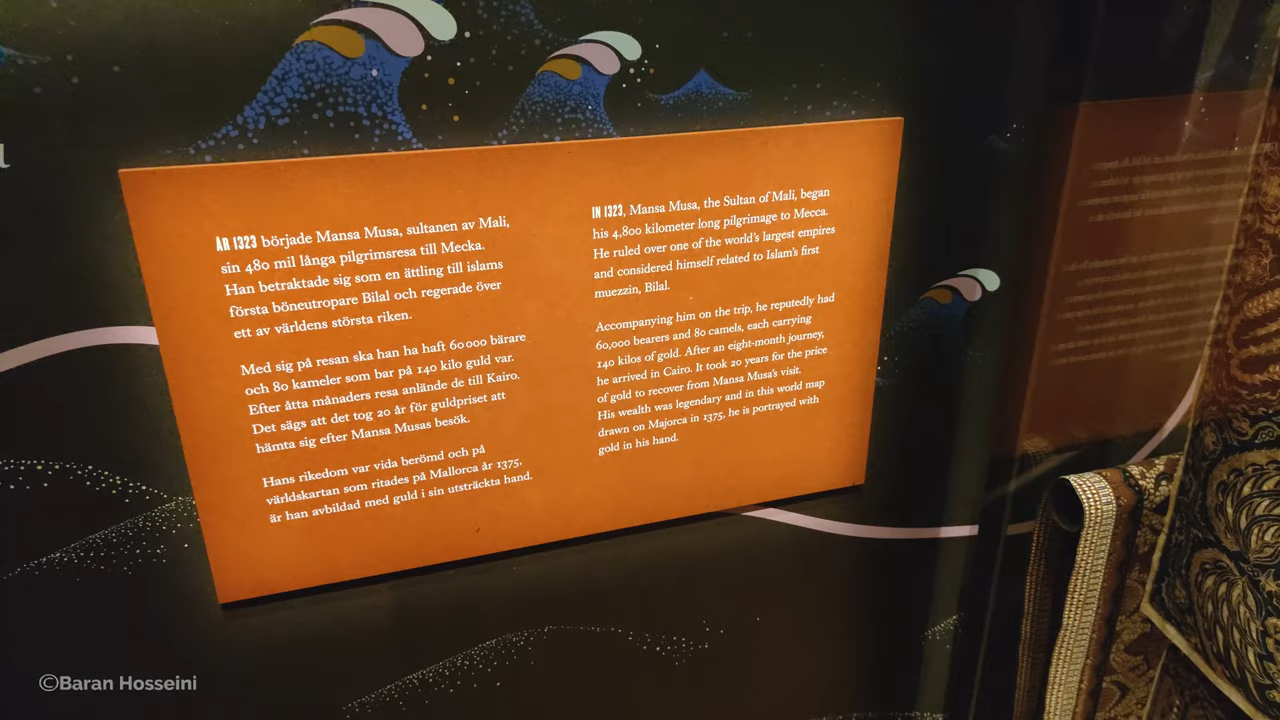 ÅR 1323 började Mansa Musa, sultanen av Mali,
sin 480 mil långa pilgrimsresa till Mecka.
Han betraktade sig som en ättling till islams
första böneutropare Bilal och regerade över
ett av världens största riken.
Med sig på resan ska han ha haft 60 000 bärare
och 80 kameler som bar på 140 kilo guld var.
Efter åtta månaders resa anlände de till Kairo.
Det sägs att det tog 20 år för guldpriset att
hämta sig efter Mansa Musas besök.
Hans rikedom var vida berömd och på
världskartan som ritades på Mallorca år 1375,
är han avbildad med guld i sin utsträckta hand.
IN 1323, Mansa Musa, the Sultan of Mali, began
his 4,800 kilometer long pilgrimage to Mecca.
He ruled over one of the world's largest empires
and considered himself related to Islam's first
muezzin, Bilal.
Accompanying him on the trip, he reputedly had
60,000 bearers and 80 camels, each carrying
140 kilos of gold. After an eight-month journey,
he arrived in Cairo. It took 20 years for the price
of gold to recover from Mansa Musa's visit.
His wealth was legendary and in this world map
drawn on Majorca in 1375, he is portrayed with
gold in his hand.
©Baran Hosseini